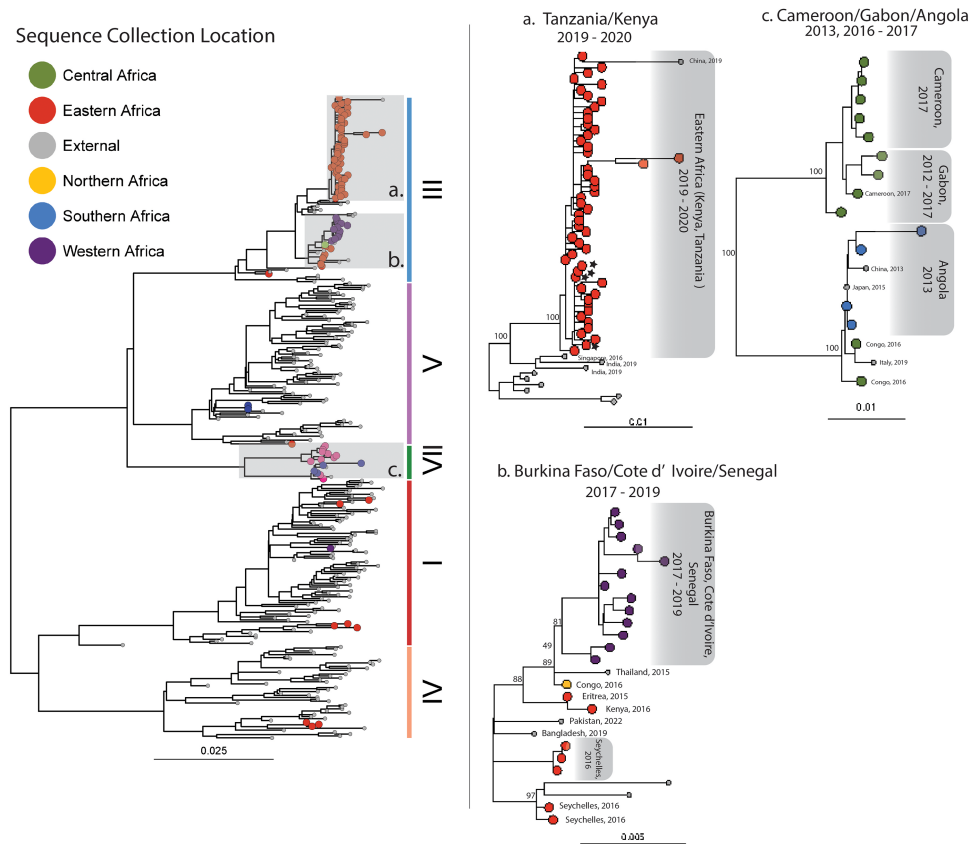 Sequence Collection Location
Central Africa
Eastern Africa
External
Northern Africa
Southern Africa
Western Africa
a.
b.
c.
III
V
VII
I
IV
0.025
a. Tanzania/Kenya
2019 - 2020
China, 2019
Eastern Africa (Kenya, Tanzania )
2019 - 2020
100
100
Singapore, 2016
India, 2019
India, 2019
0.01
c. Cameroon/Gabon/Angola
2013, 2016 - 2017
Cameroon,
2017
Gabon,
2012 - 2017
100
Cameroon, 2017
100
Angola
2013
China, 2013
Japan, 2015
100
Congo, 2016
Italy, 2019
Congo, 2016
0.01
b. Burkina Faso/Cote d' Ivoire/Senegal
2017 - 2019
Burkina Faso, Cote d'Ivoire,
Senegal
2017 - 2019
81
49
89
88
Thailand, 2015
Congo, 2016
Eritrea, 2015
Kenya, 2016
Pakistan, 2022
Bangladesh, 2019
Seychelles,
2016
97
Seychelles, 2016
Seychelles, 2016
0.005